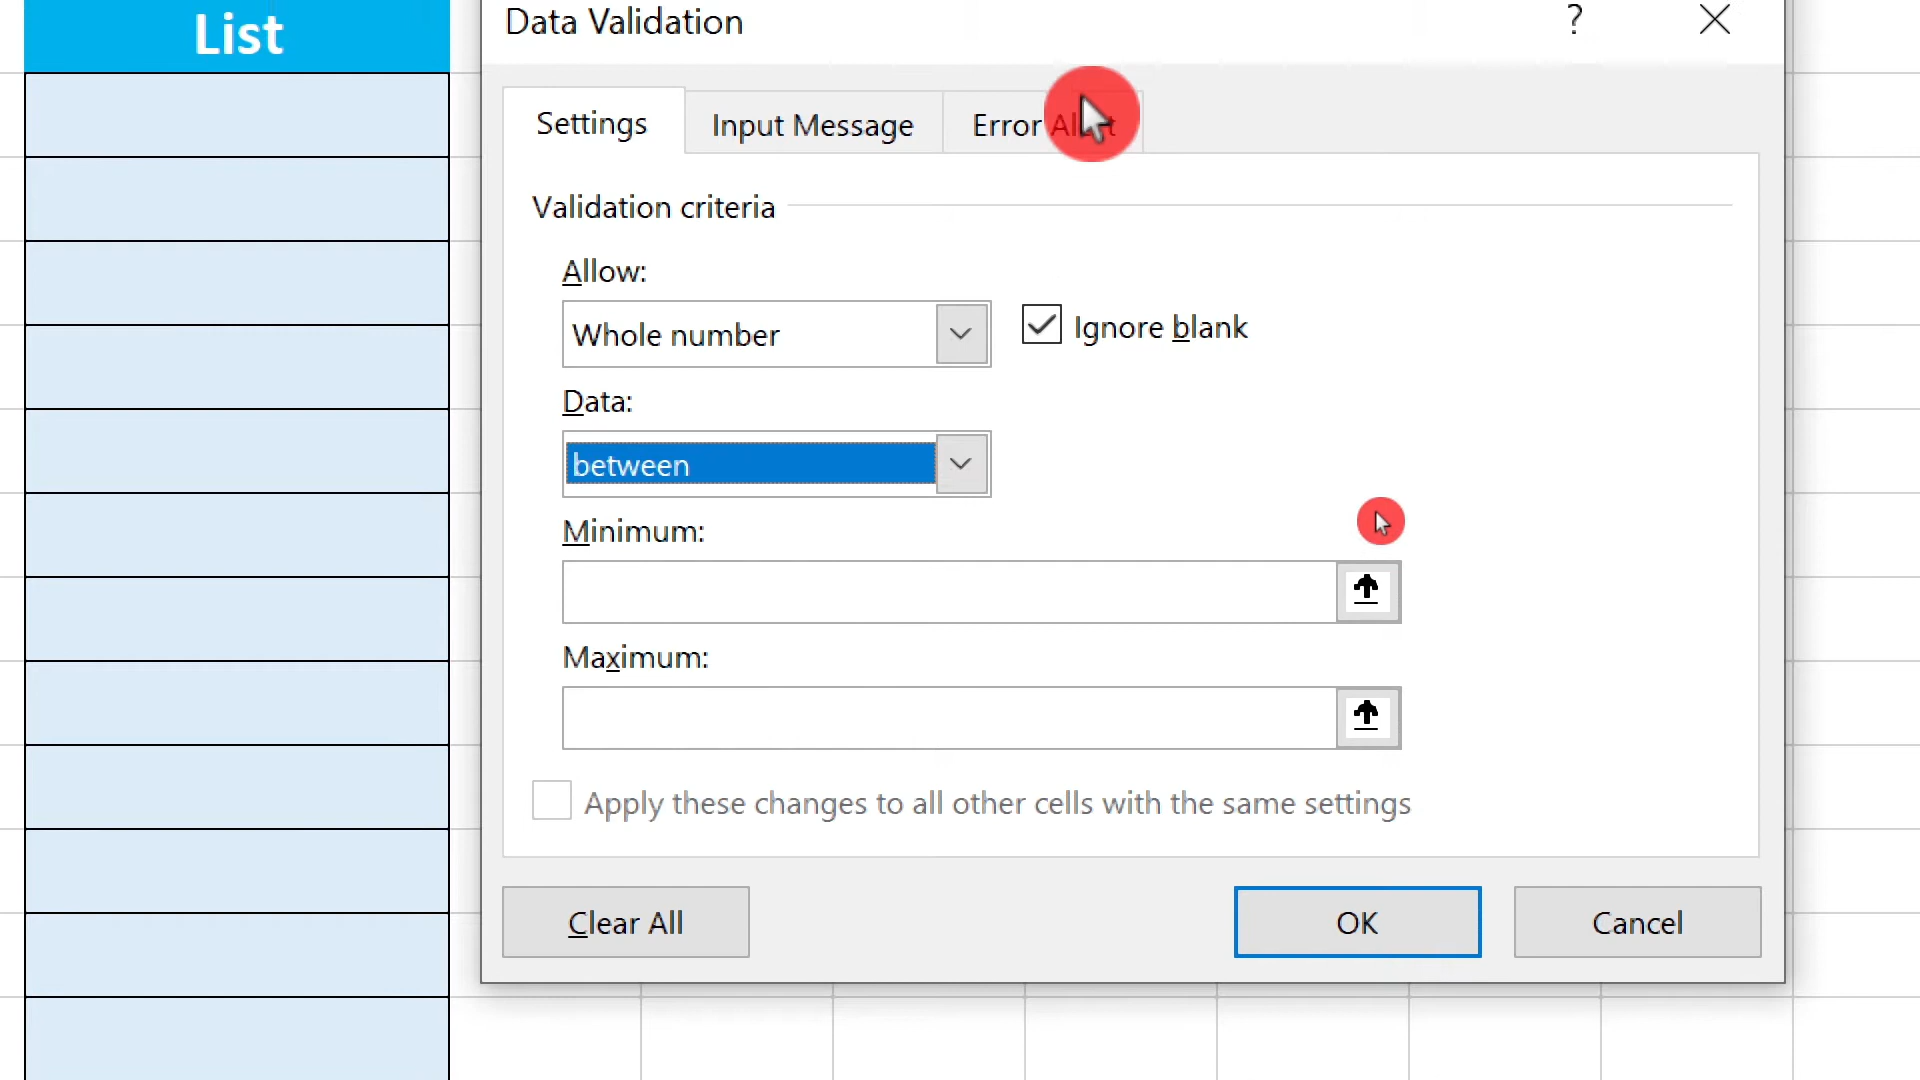 List
Data Validation
?
Settings
Input Message
Error Alert
Validation criteria
Allow:
Whole number
Ignore blank
Data:
between
Minimum:
Maximum:
Apply these changes to all other cells with the same settings
Clear All
OK
Cancel